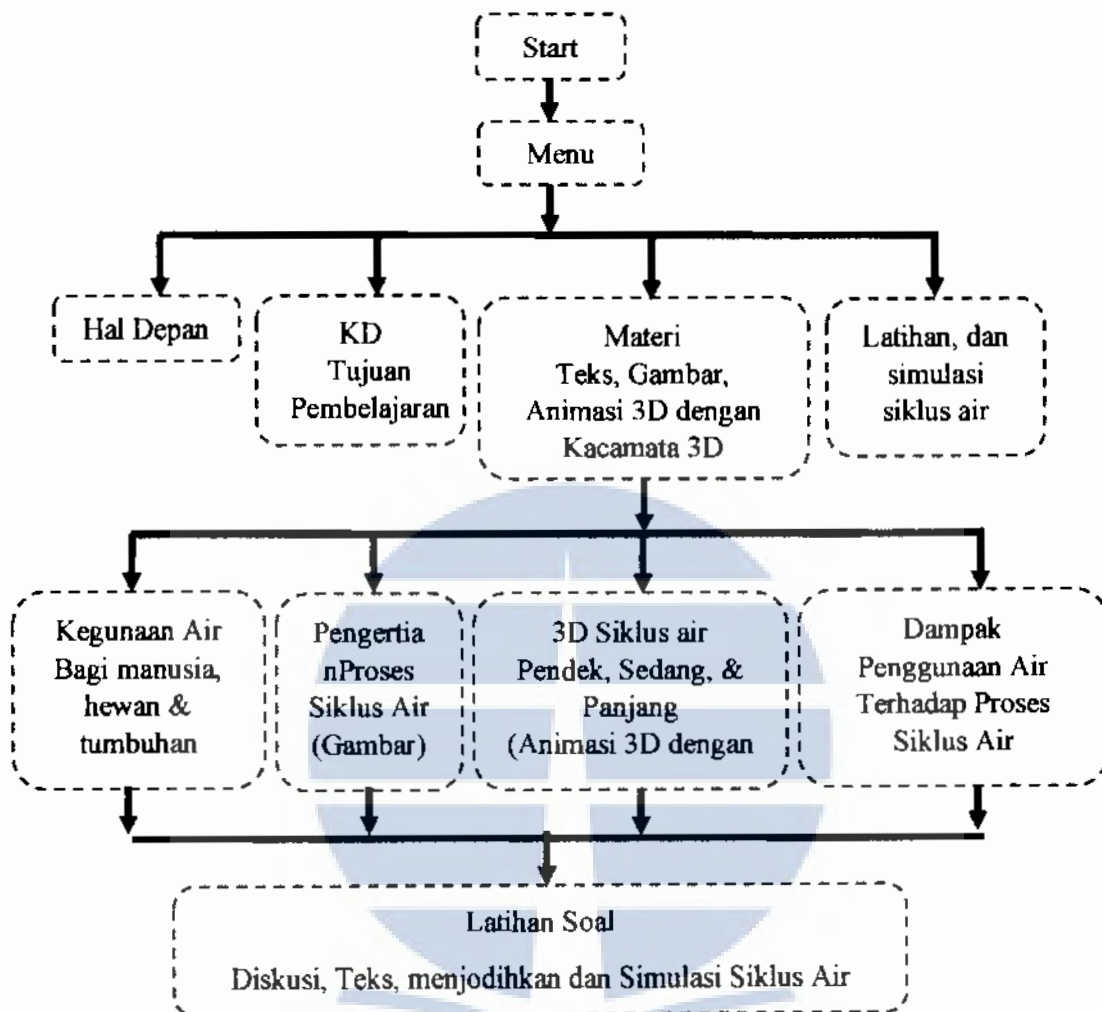 Start
Menu
Hal Depan
KD
Tujuan
Pembelajaran
Materi
Teks, Gambar,
Animasi 3D dengan
Kacamata 3D
Latihan, dan
simulasi
siklus air
Kegunaan Air
Bagi manusia,
hewan &
tumbuhan
Pengertia
nProses
Siklus Air
(Gambar)
3D Siklus air
Pendek, Sedang, &
Panjang
(Animasi 3D dengan
Dampak
Penggunaan Air
Terhadap Proses
Siklus Air
Latihan Soal
Diskusi, Teks, menjodihkan dan Simulasi Siklus Air